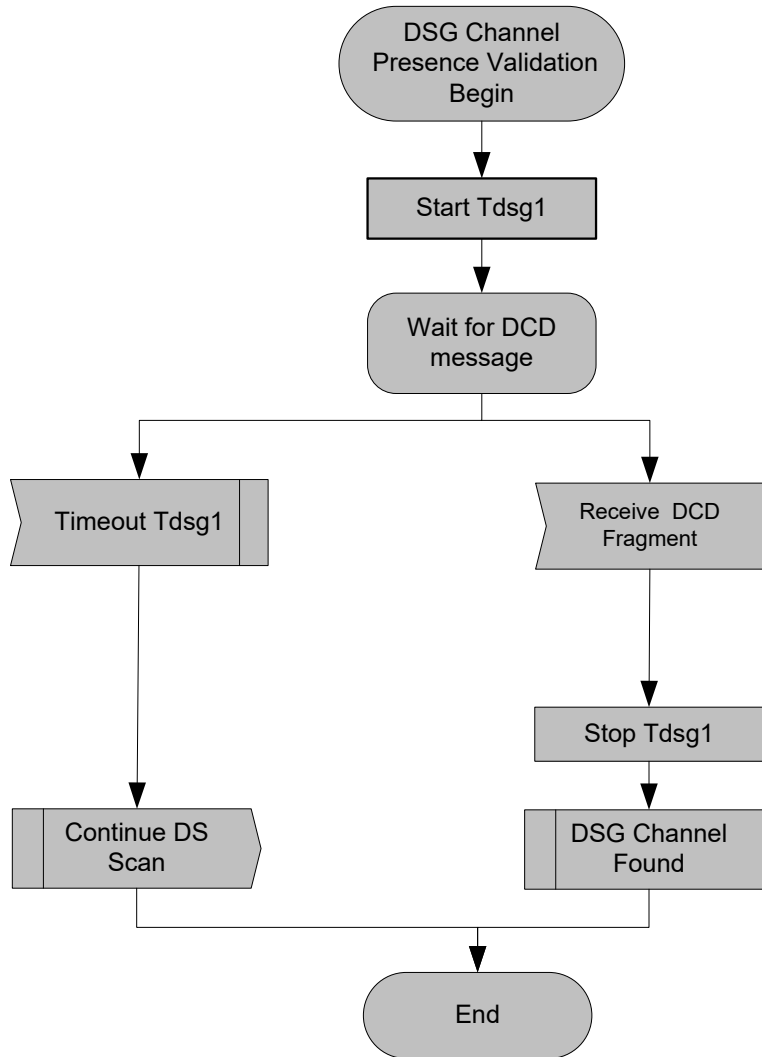 DSG Channel
Presence Validation
Begin
Start Tdsg1
Wait for DCD
message
Timeout Tdsg1
Receive DCD
Fragment
Stop Tdsg1
Continue DS
Scan
DSG Channel
Found
End